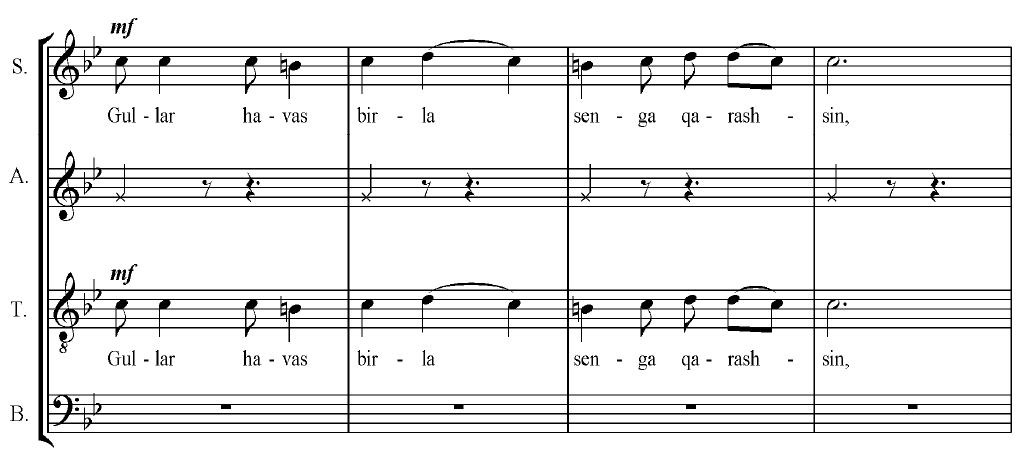 mf
S.
Gul - lar ha - vas bir - la sen - ga qa - rash - sin,
A.
mf
T.
8
Gul - lar ha - vas bir - la sen - ga qa - rash - sin,
B.